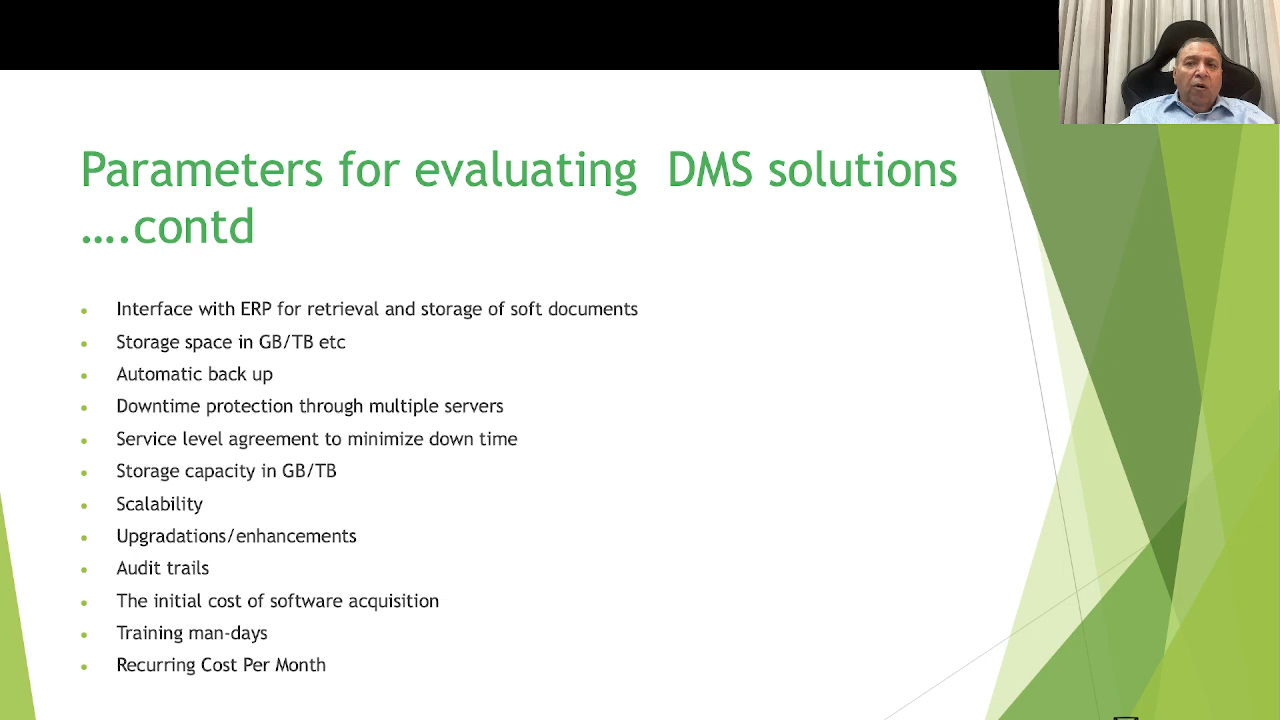 Parameters for evaluating  DMS solutions
….contd
• Interface with ERP for retrieval and storage of soft documents
• Storage space in GB/TB etc
• Automatic back up
• Downtime protection through multiple servers
• Service level agreement to minimize down time
• Storage capacity in GB/TB
• Scalability
• Upgradations/enhancements
• Audit trails
• The initial cost of software acquisition
• Training man-days
• Recurring Cost Per Month